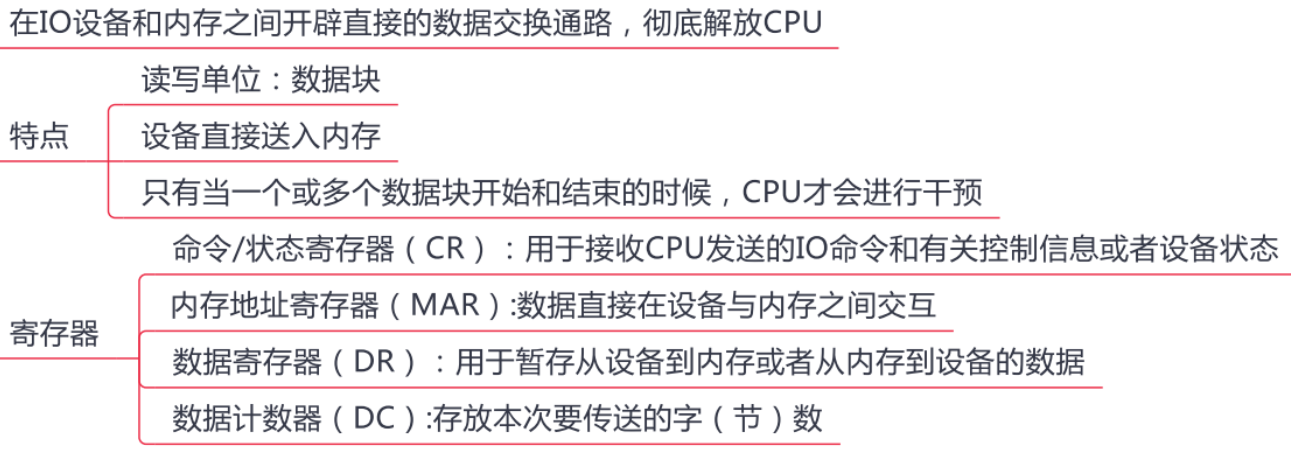 在IO设备和内存之间开辟直接的数据交换通路，彻底解放CPU
读写单位：数据块
特点
设备直接送入内存
只有当一个或多个数据块开始和结束的时候，CPU才会进行干预
命令/状态寄存器（CR）：用于接收CPU发送的IO命令和有关控制信息或者设备状态
内存地址寄存器（MAR）:数据直接在设备与内存之间交互
寄存器
数据寄存器（DR）：用于暂存从设备到内存或者从内存到设备的数据
数据计数器（DC）:存放本次要传送的字（节）数